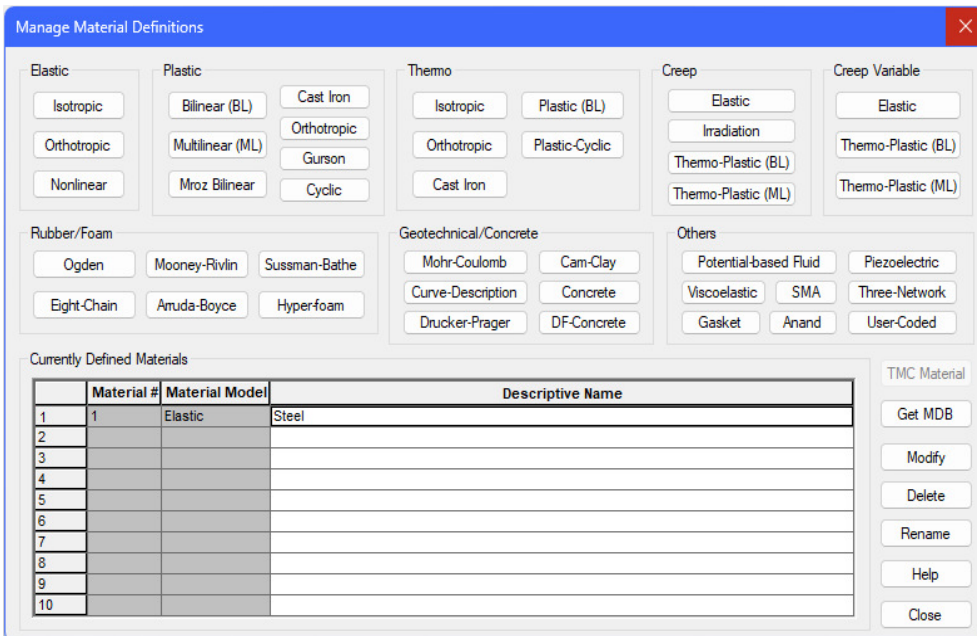 Manage Material Definitions
Elastic
Isotropic
Orthotropic
Nonlinear
Plastic
Bilinear (BL)
Multilinear (ML)
Mroz Bilinear
Cast Iron
Orthotropic
Gurson
Cyclic
Thermo
Isotropic
Orthotropic
Cast Iron
Plastic (BL)
Plastic-Cyclic
Creep
Elastic
Irradiation
Thermo-Plastic (BL)
Thermo-Plastic (ML)
Creep Variable
Elastic
Thermo-Plastic (BL)
Thermo-Plastic (ML)
Rubber/Foam
Ogden Mooney-Rivlin Sussman-Bathe
Eight-Chain Arruda-Boyce Hyper-foam
Geotechnical/Concrete
Mohr-Coulomb Cam-Clay
Curve-Description Concrete
Drucker-Prager DF-Concrete
Others
Potential-based Fluid Piezoelectric
Viscoelastic SMA Three-Network
Gasket Anand User-Coded
Currently Defined Materials
Material # Material Model Descriptive Name
1 1 Elastic Steel
2
3
4
5
6
7
8
9
10
TMC Material
Get MDB
Modify
Delete
Rename
Help
Close